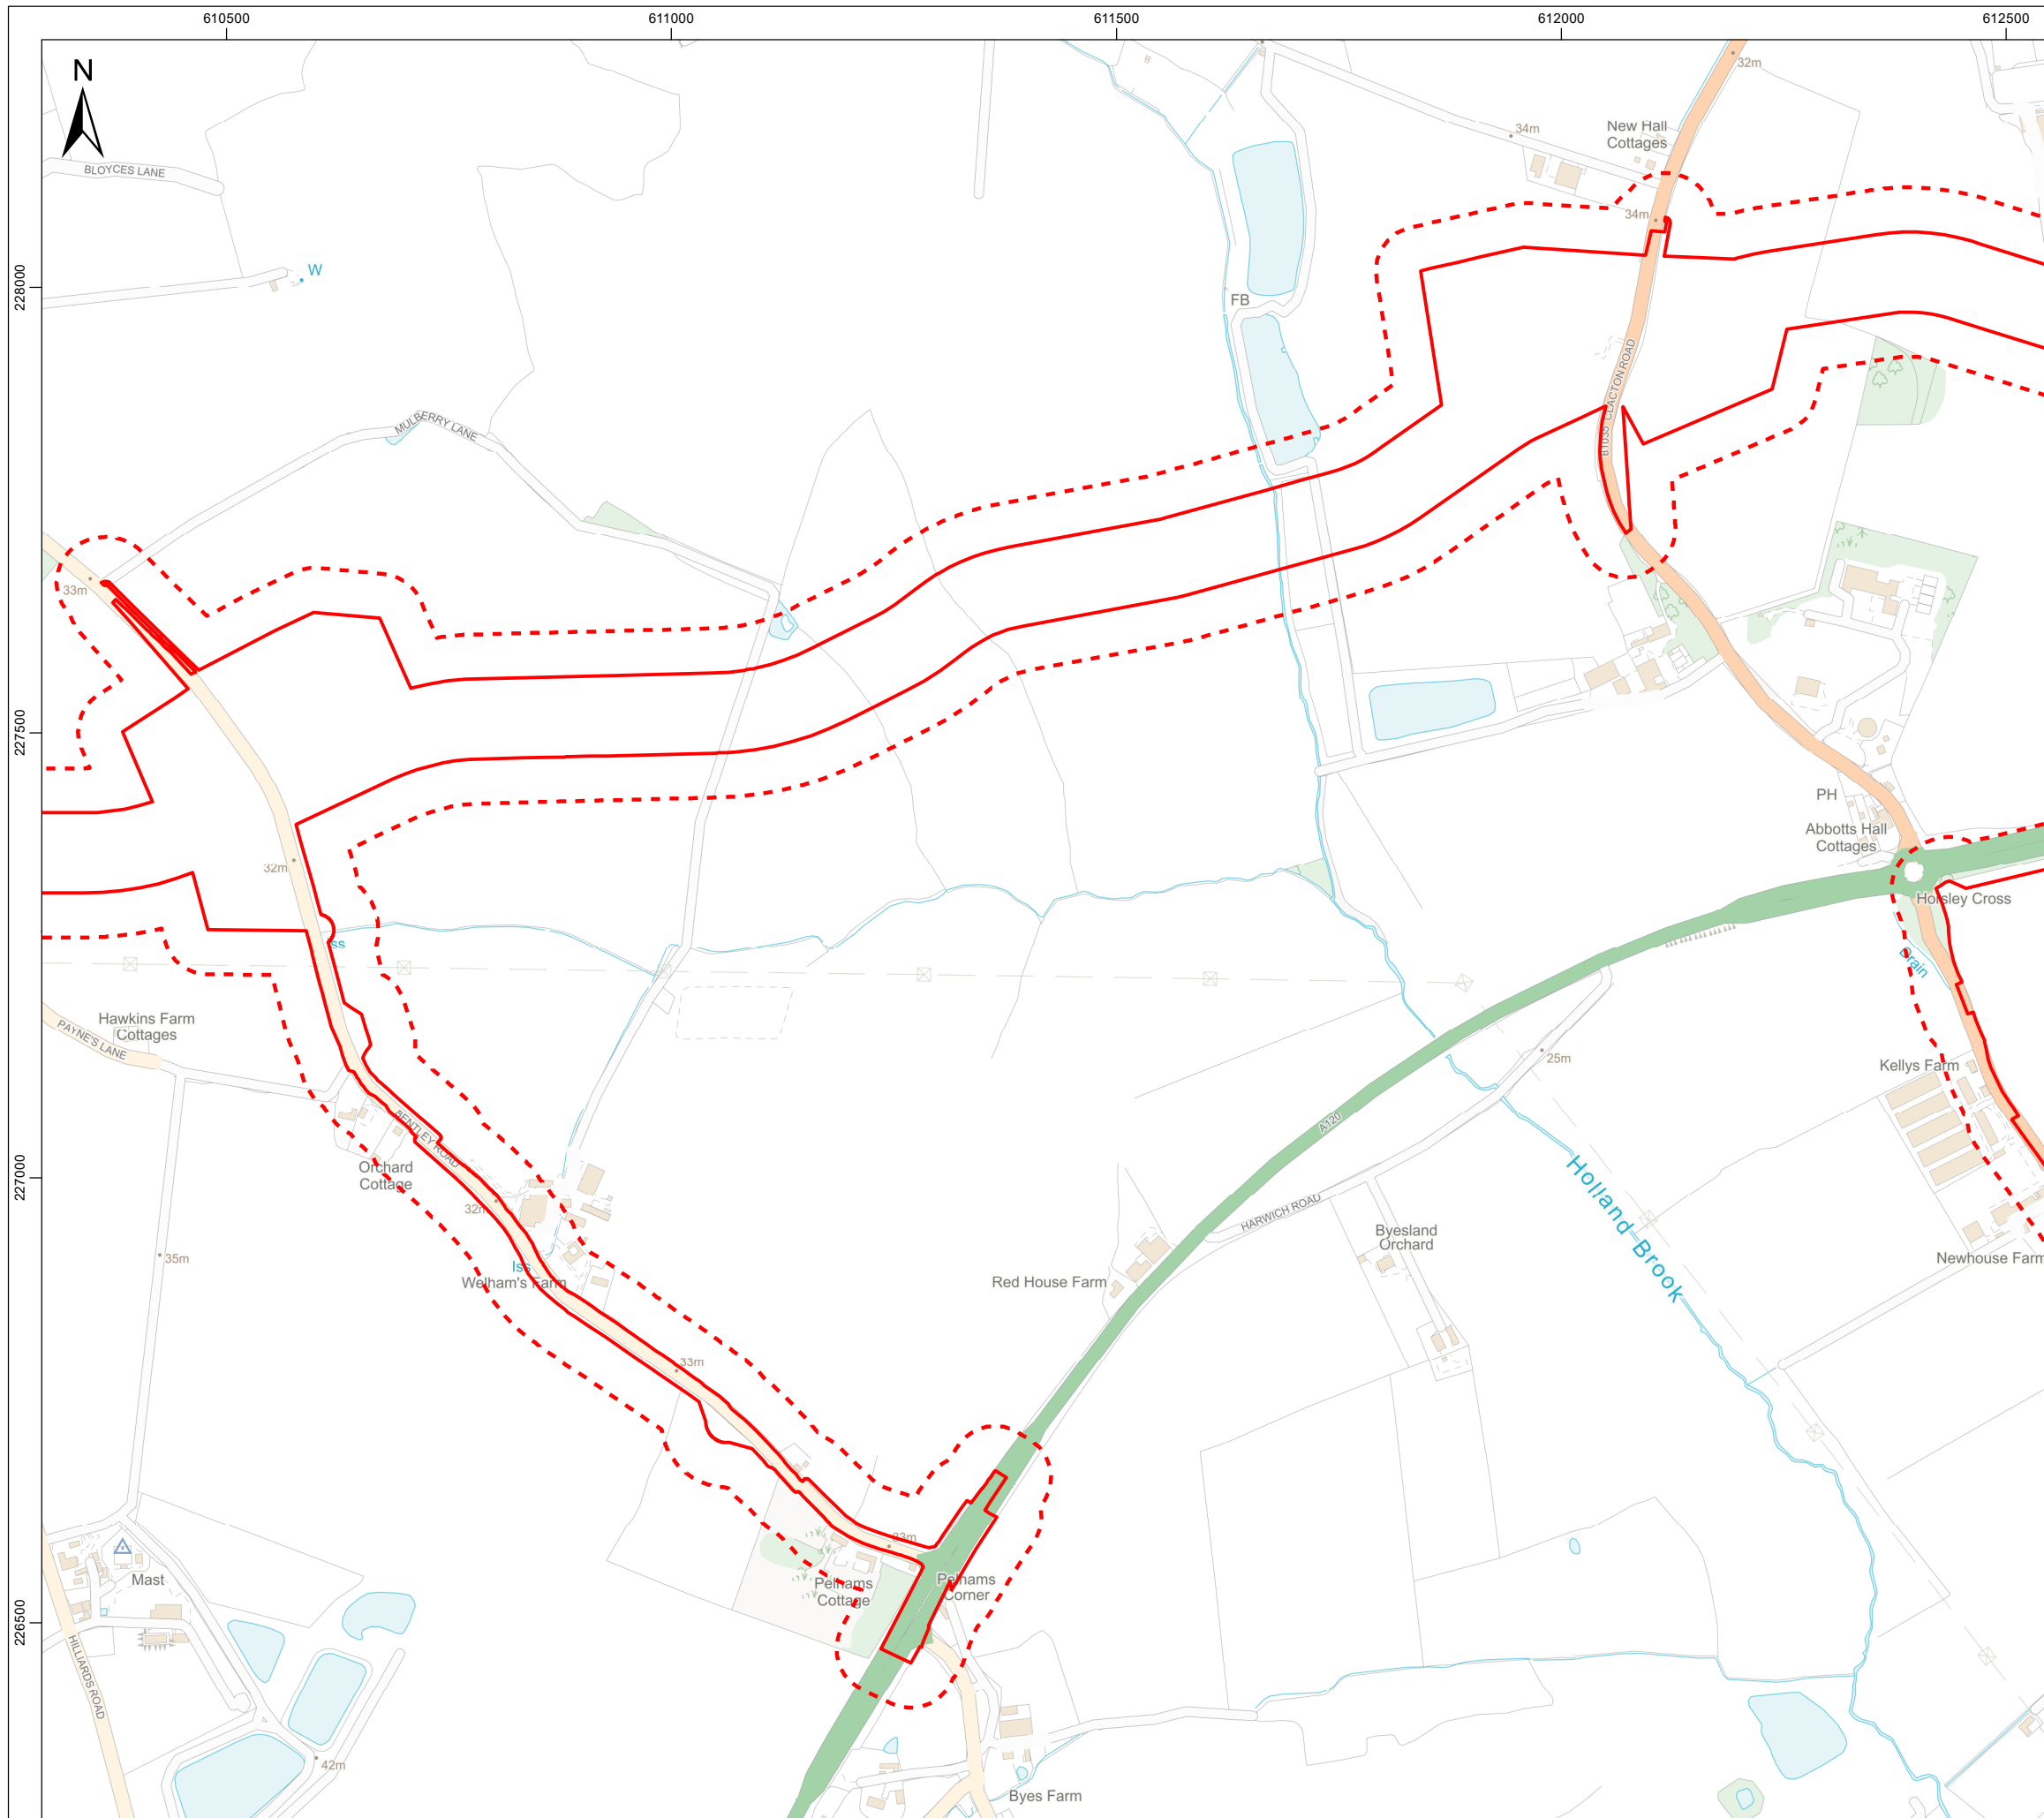 610500
611000
611500
612000
612500
N
32m
34m
New Hall
Cottages
BLOYCES LANE
34m
W
228000
FB
B1035 CLACTON ROAD
MULBERRY LANE
33m
227500
PH
Abbotts Hall
Cottages
32m
Horsley Cross
Iss
Drain
Hawkins Farm
Cottages
PAYNE'S LANE
25m
Kellys Farm
A120
BENTLEY ROAD
Orchard
Cottage
227000
Holland Brook
32m
HARWICH ROAD
Byesland
Orchard
35m
Newhouse Farm
Iss
Welham's Farm
Red House Farm
33m
33m
Mast
Pelhams
Cottage
Pelhams
Corner
226500
HILLIARDS ROAD
42m
Byes Farm